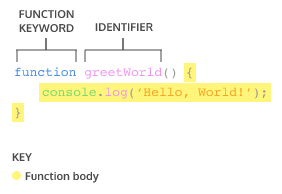 FUNCTION
KEYWORD
IDENTIFIER
function greetWorld() {
console.log(‘Hello, World!’);
}
KEY
Function body